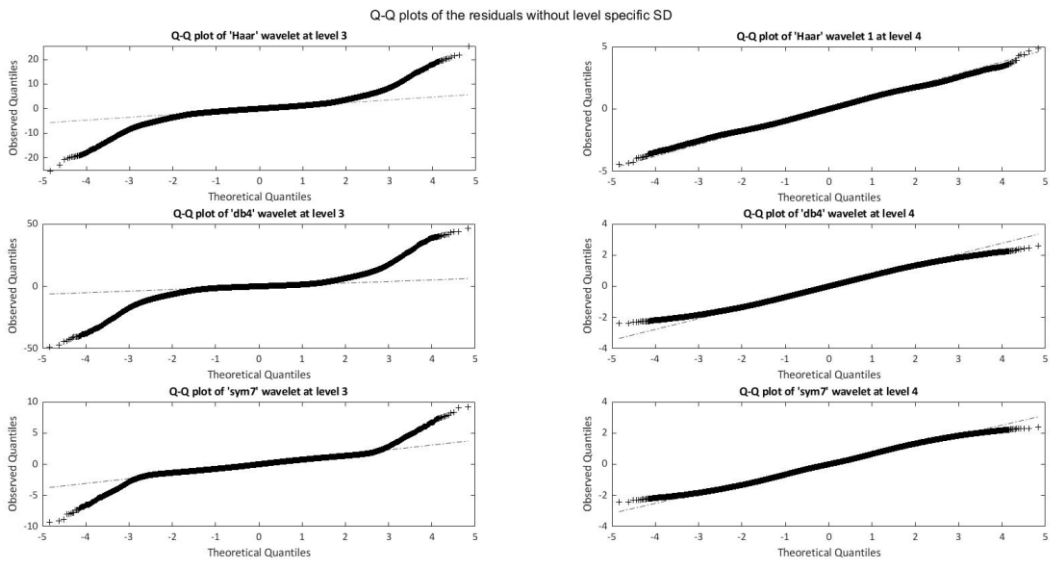 Q-Q plots of the residuals without level specific SD
Q-Q plot of 'Haar' wavelet at level 3
Observed Quantiles
20
10
0
-10
-20
-5 -4 -3 -2 -1 0 1 2 3 4 5
Theoretical Quantiles
Q-Q plot of 'Haar' wavelet 1 at level 4
Observed Quantiles
5
0
-5
-5 -4 -3 -2 -1 0 1 2 3 4 5
Theoretical Quantiles
Q-Q plot of 'db4' wavelet at level 3
Observed Quantiles
50
0
-50
-5 -4 -3 -2 -1 0 1 2 3 4 5
Theoretical Quantiles
Q-Q plot of 'db4' wavelet at level 4
Observed Quantiles
4
2
0
-2
-4
-5 -4 -3 -2 -1 0 1 2 3 4 5
Theoretical Quantiles
Q-Q plot of 'sym7' wavelet at level 3
Observed Quantiles
10
5
0
-5
-10
-5 -4 -3 -2 -1 0 1 2 3 4 5
Theoretical Quantiles
Q-Q plot of 'sym7' wavelet at level 4
Observed Quantiles
4
2
0
-2
-4
-5 -4 -3 -2 -1 0 1 2 3 4 5
Theoretical Quantiles